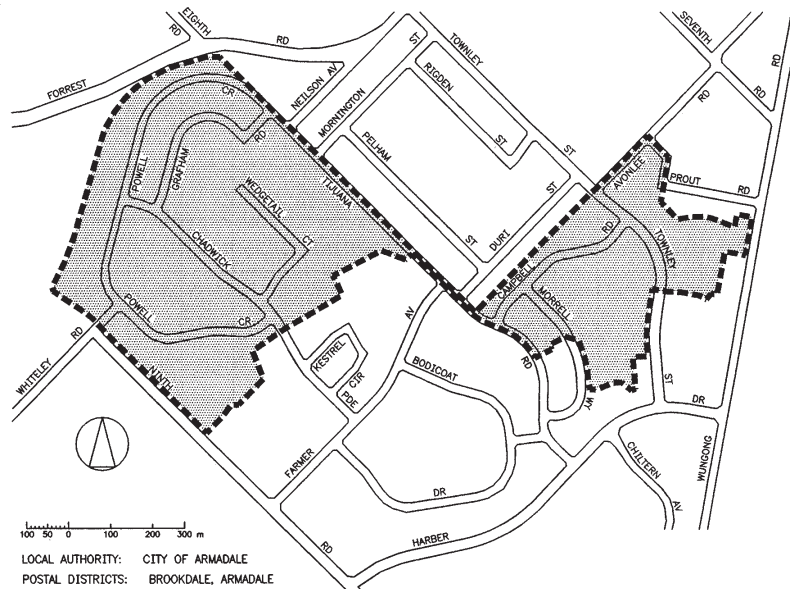 EIGHTH
RD
RD
FORREST
NEILSON AV
MORNINGTON
ST
TOWNLEY
ST
RIGDEN
ST
PELHAM
ST
DURI
ST
SEVENTH
RD
RD
RD
AVONLEE
RD
PROUT
RD
TOWNLEY
ST
CR
POWELL
GRAFHAM
RD
WEDGETAIL
CT
TIJUANA
CHADWICK
POWELL
CR
WHITELEY
RD
NINTH
RD
KESTREL
CIR
PDE
FARMER
AV
BODICOAT
DR
CAMPBELL
RD
MORRELL
WY
RD
HARBER
DR
CHILTERN
AV
WUNGONG
100 50 0 100 200 300 m
LOCAL AUTHORITY: CITY OF ARMADALE
POSTAL DISTRICTS: BROOKDALE, ARMADALE